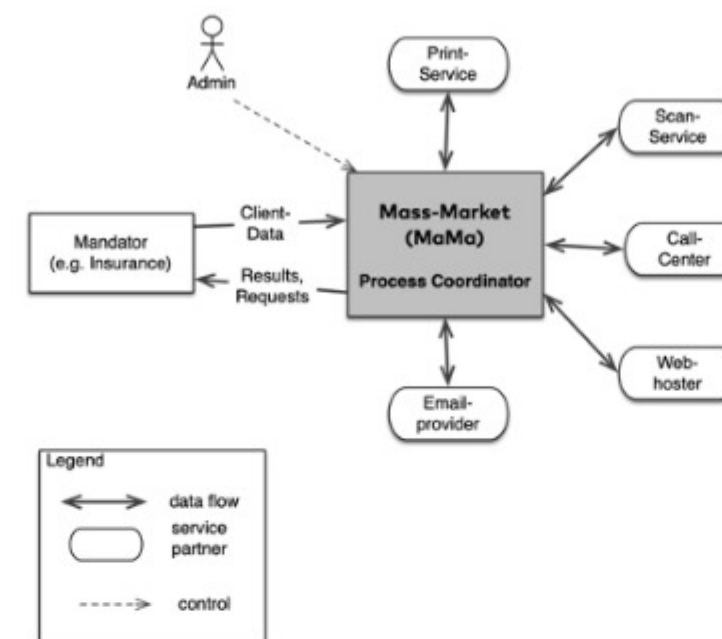 Admin
Print-
Service
Scan-
Service
Client-
Data
Mandator
(e.g. Insurance)
Mass-Market
(MaMa)
Process Coordinator
Call-
Center
Results,
Requests
Web-
hoster
Email-
provider
Legend
data flow
service
partner
control